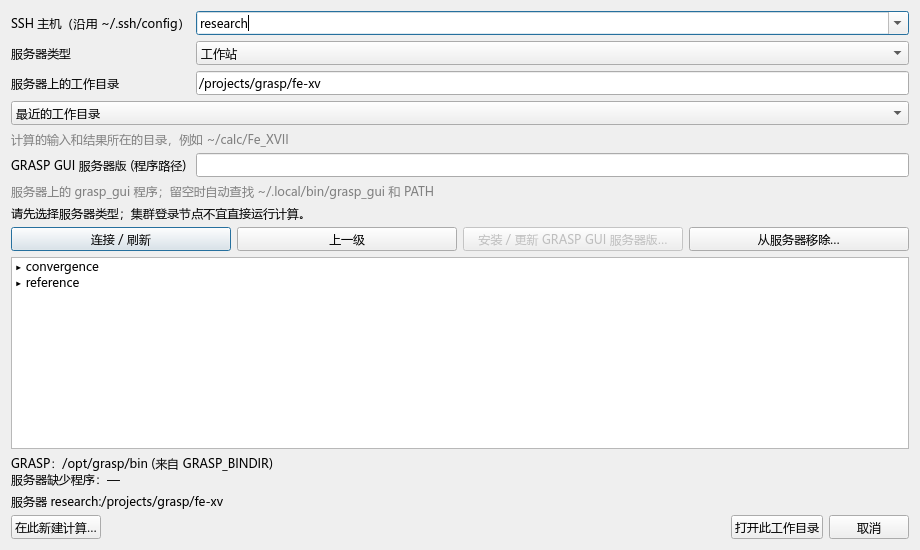 SSH 主机（沿用 ~/.ssh/config） research
服务器类型 工作站
服务器上的工作目录 /projects/grasp/fe-xv
最近的工作目录
计算的输入和结果所在的目录，例如 ~/calc/Fe_XVII
GRASP GUI 服务器版 (程序路径)
服务器上的 grasp_gui 程序；留空时自动查找 ~/.local/bin/grasp_gui 和 PATH
请先选择服务器类型；集群登录节点不宜直接运行计算。
连接 / 刷新 上一级 安装 / 更新 GRASP GUI 服务器版... 从服务器移除...
convergence
reference
GRASP：/opt/grasp/bin (来自 GRASP_BINDIR)
服务器缺少程序：—
服务器 research:/projects/grasp/fe-xv
在此新建计算... 打开此工作目录 取消